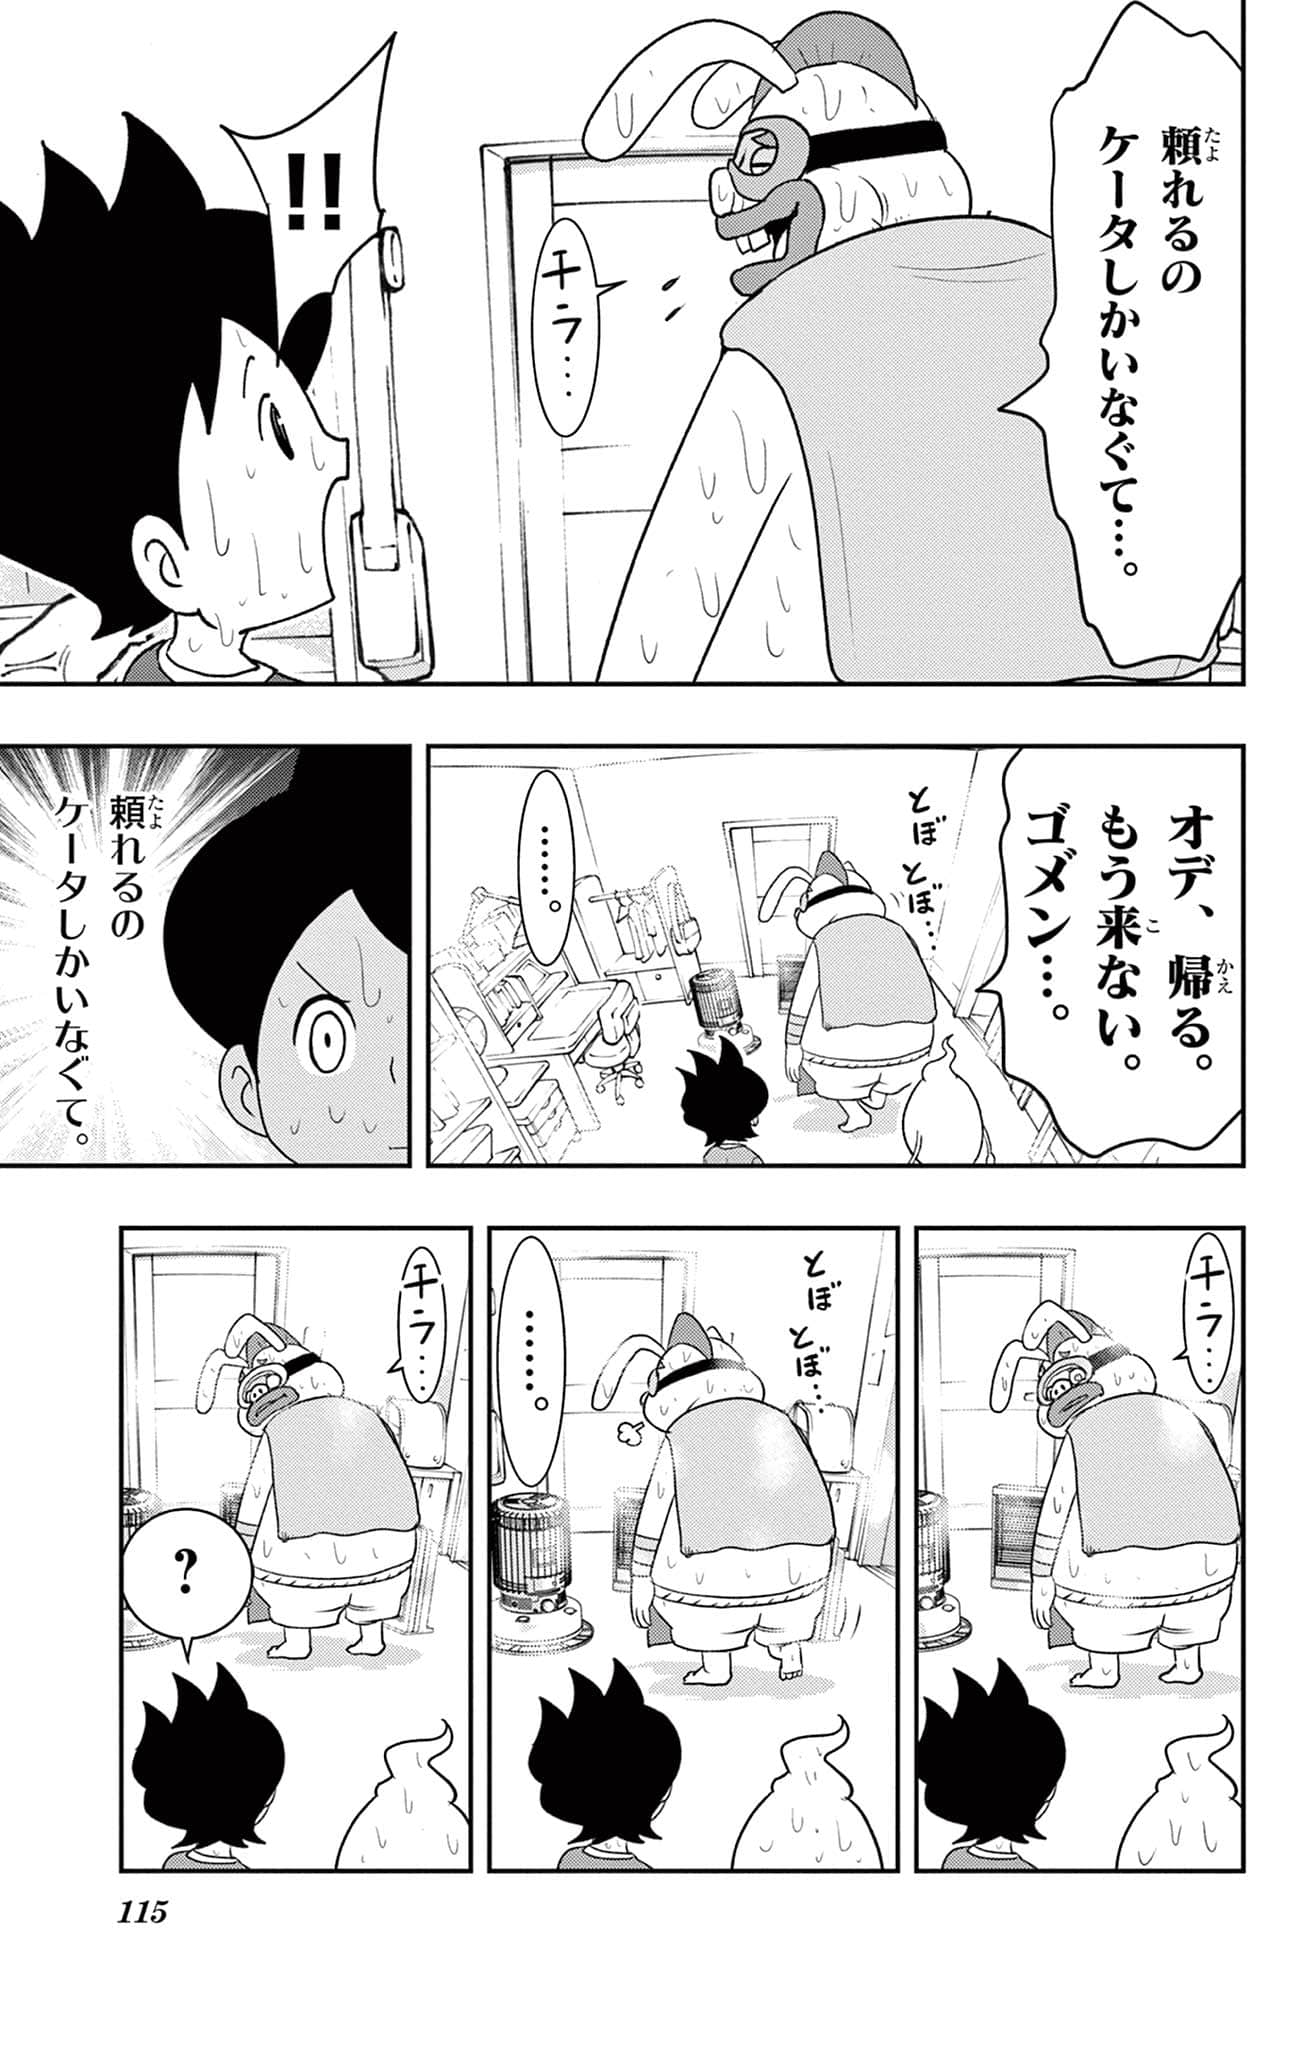 頼れるの
ケータしかいなぐて……。
チラ……
!!
オデ、帰る。
もう来ない。
ゴメン…。
とぼ
とぼ…
……。
頼れるの
ケータしかいなぐて。
チラ…
とぼ
とぼ…
……。
チラ…
?
115